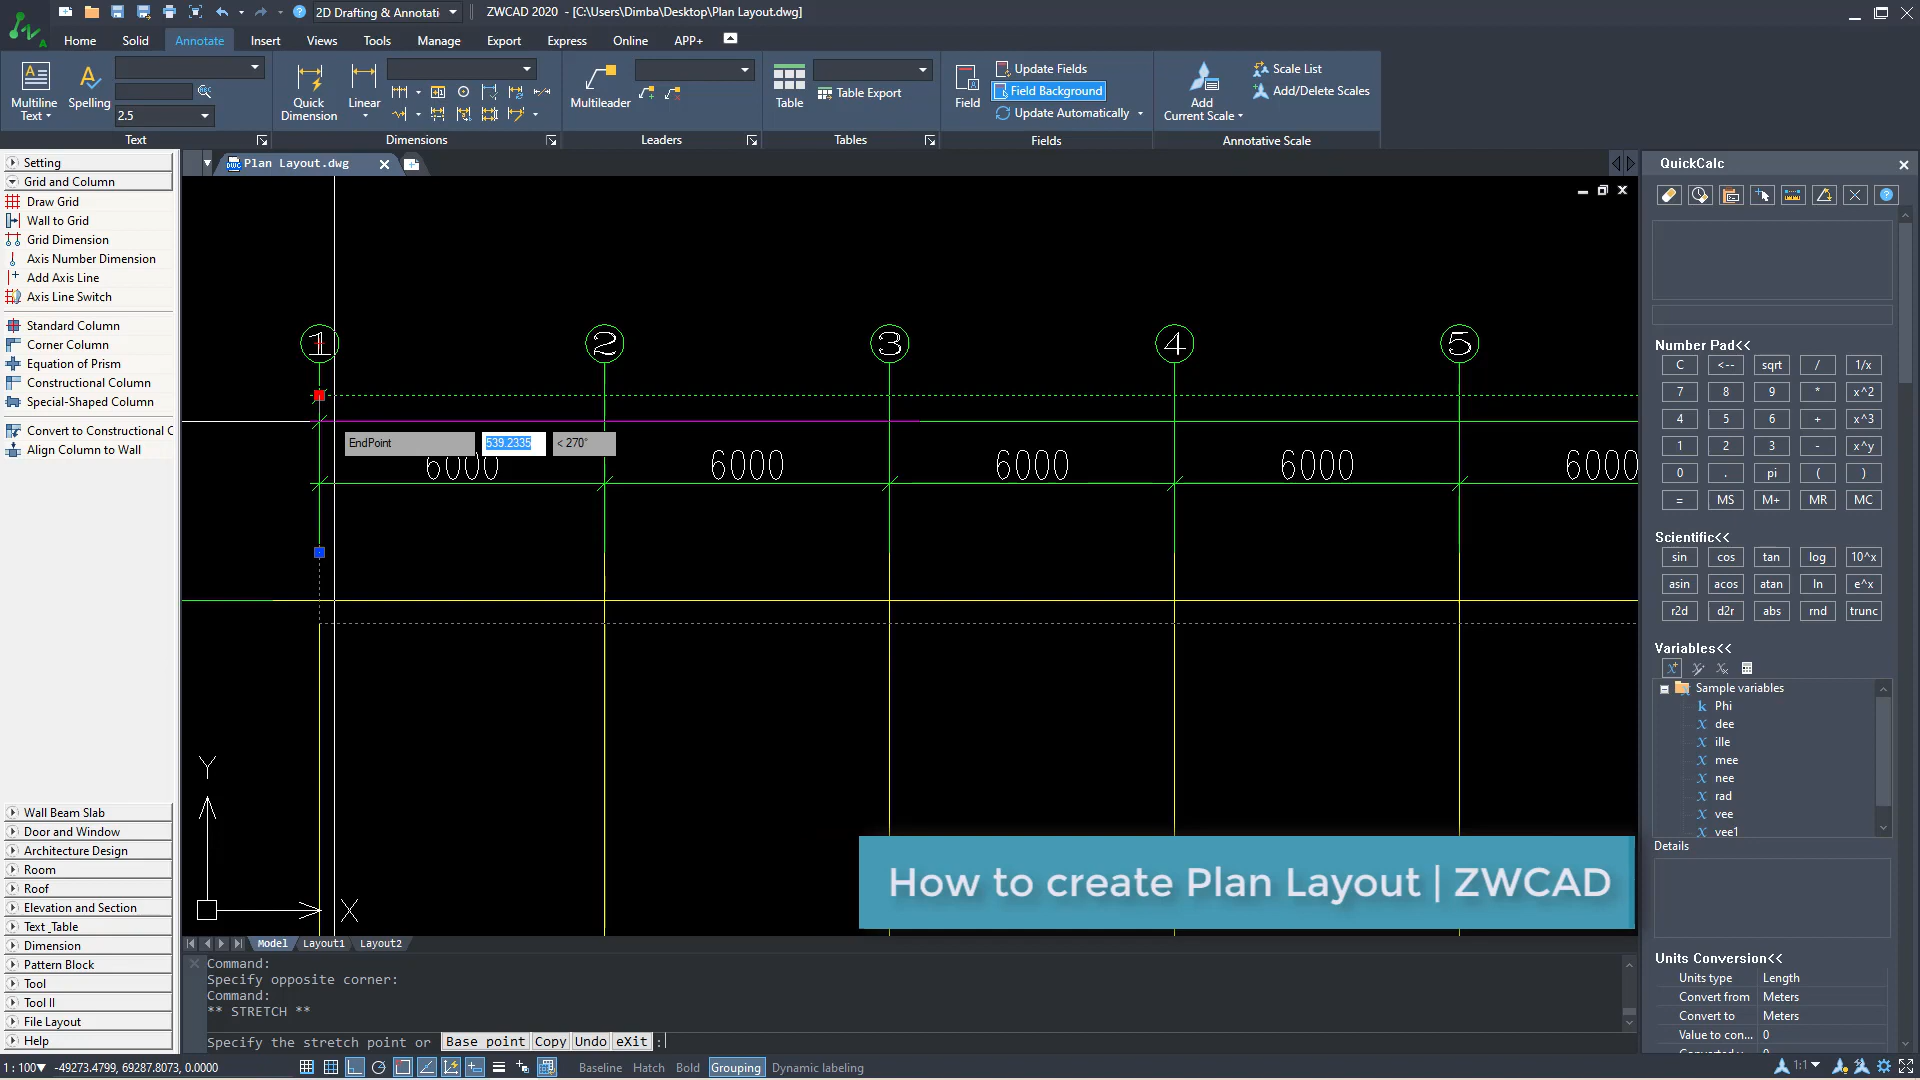 2D Drafting & Annotati
ZWCAD 2020 - [C:\Users\Dimba\Desktop\Plan Layout.dwg]
Home
Solid
Annotate
Insert
Views
Tools
Manage
Export
Express
Online
APP+
Multiline
Text
Spelling
2.5
Quick
Dimension
Linear
Multileader
Table
Table Export
Field
Update Fields
Field Background
Update Automatically
Add
Current Scale
Scale List
Add/Delete Scales
Text
Dimensions
Leaders
Tables
Fields
Annotative Scale
Plan Layout.dwg
Setting
Grid and Column
Draw Grid
Wall to Grid
Grid Dimension
Axis Number Dimension
Add Axis Line
Axis Line Switch
Standard Column
Corner Column
Equation of Prism
Constructional Column
Special-Shaped Column
Convert to Constructional C
Align Column to Wall
Wall Beam Slab
Door and Window
Architecture Design
Room
Roof
Elevation and Section
Text_Table
Dimension
Pattern Block
Tool
Tool II
File Layout
Help
1
2
3
4
5
EndPoint
539.2335
< 270°
6000
6000
6000
6000
6000
Y
X
How to create Plan Layout | ZWCAD
QuickCalc
Number Pad<<
C
<--
sqrt
/
1/x
7
8
9
*
x^2
4
5
6
+
x^3
1
2
3
-
x^y
0
.
pi
(
)
=
MS
M+
MR
MC
Scientific<<
sin
cos
tan
log
10^x
asin
acos
atan
ln
e^x
r2d
d2r
abs
rnd
trunc
Variables<<
Sample variables
k Phi
x dee
x ille
x mee
x nee
x rad
x vee
x vee1
Details
Units Conversion<<
Units type
Length
Convert from
Meters
Convert to
Meters
Value to con...
0
Model
Layout1
Layout2
Command:
Specify opposite corner:
Command:
** STRETCH **
Specify the stretch point or Base point Copy Undo eXit :
1 : 100
-49273.4799, 69287.8073, 0.0000
Baseline
Hatch
Bold
Grouping
Dynamic labeling
1:1